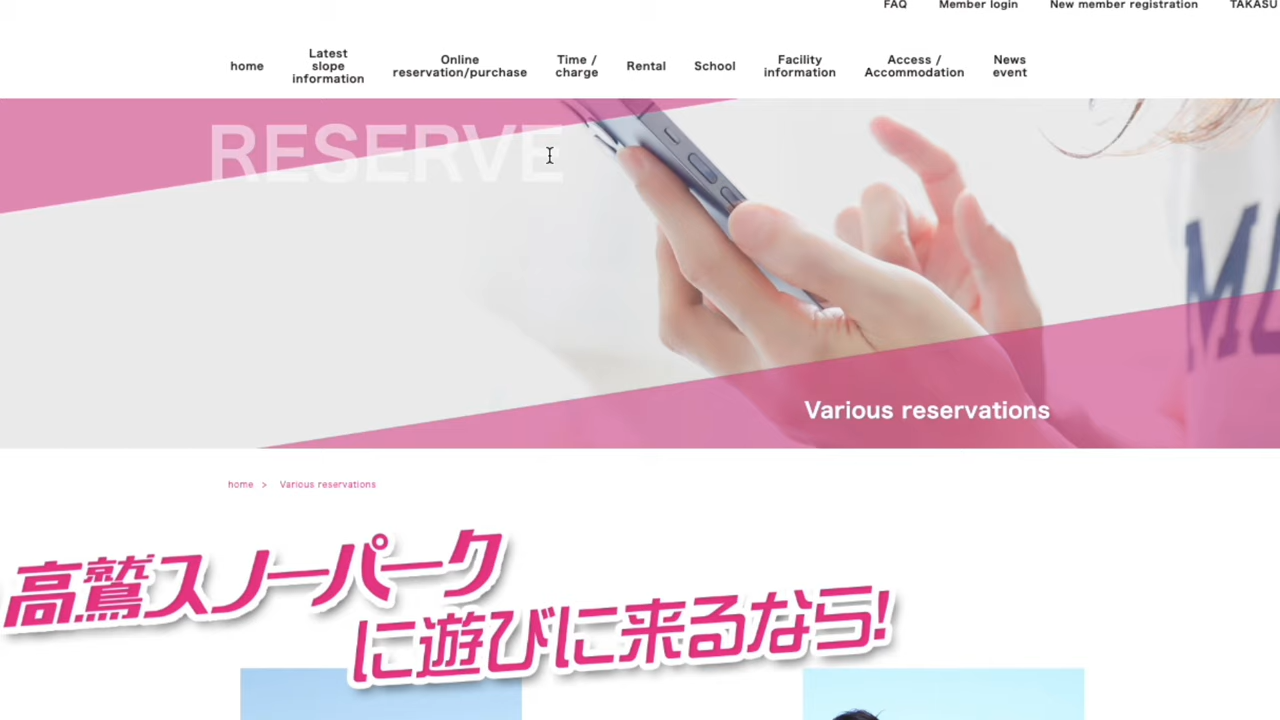 FAQ
Member login
New member registration
TAKASU
home
Latest
slope
information
Online
reservation/purchase
Time /
charge
Rental
School
Facility
information
Access /
Accommodation
News
event
RESERVE
Various reservations
home > Various reservations
高鷲スノーパーク
に遊びに来るなら!